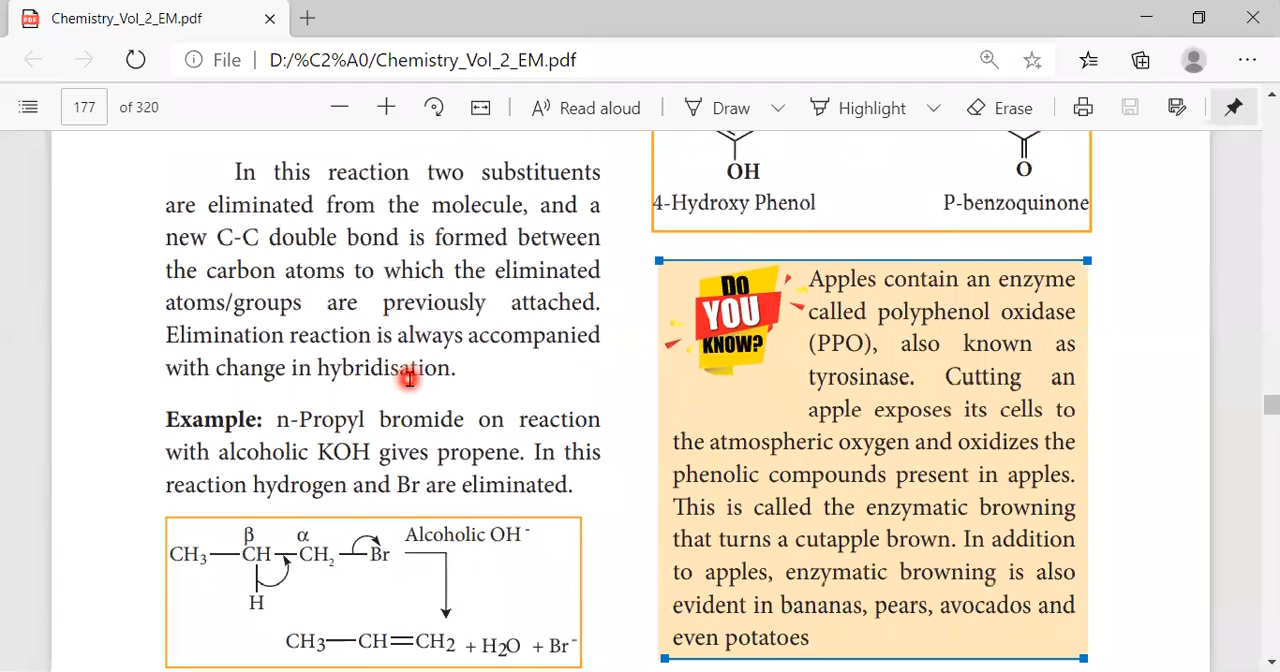 Chemistry_Vol_2_EM.pdf
File
D:/%C2%A0/Chemistry_Vol_2_EM.pdf
177 of 320
Read aloud
Draw
Highlight
Erase
In this reaction two substituents
are eliminated from the molecule, and a
new C-C double bond is formed between
the carbon atoms to which the eliminated
atoms/groups are previously attached.
Elimination reaction is always accompanied
with change in hybridisation.
Example: n-Propyl bromide on reaction
with alcoholic KOH gives propene. In this
reaction hydrogen and Br are eliminated.
β α Alcoholic OH⁻
CH₃—CH—CH₂—Br
H
CH₃—CH=CH₂ + H₂O + Br⁻
OH O
4-Hydroxy Phenol P-benzoquinone
DO
YOU
KNOW?
Apples contain an enzyme
called polyphenol oxidase
(PPO), also known as
tyrosinase. Cutting an
apple exposes its cells to
the atmospheric oxygen and oxidizes the
phenolic compounds present in apples.
This is called the enzymatic browning
that turns a cutapple brown. In addition
to apples, enzymatic browning is also
evident in bananas, pears, avocados and
even potatoes